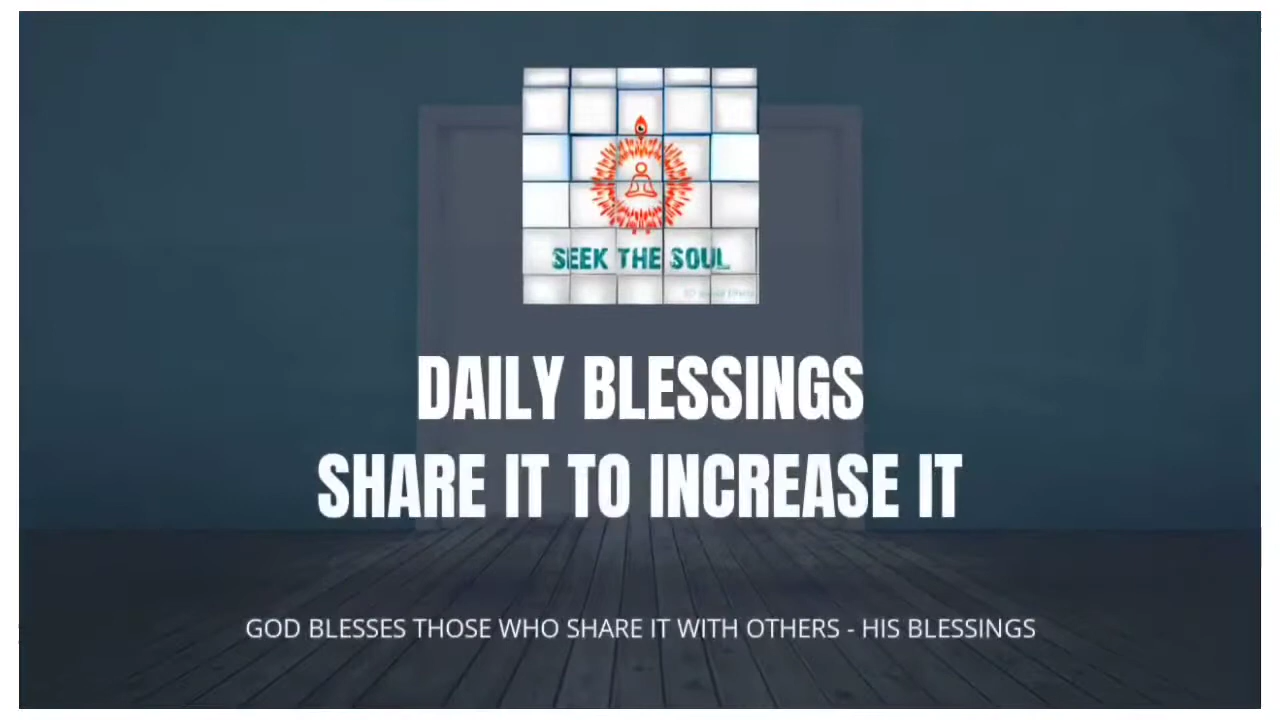 SEEK THE SOUL
DAILY BLESSINGS
SHARE IT TO INCREASE IT
GOD BLESSES THOSE WHO SHARE IT WITH OTHERS - HIS BLESSINGS